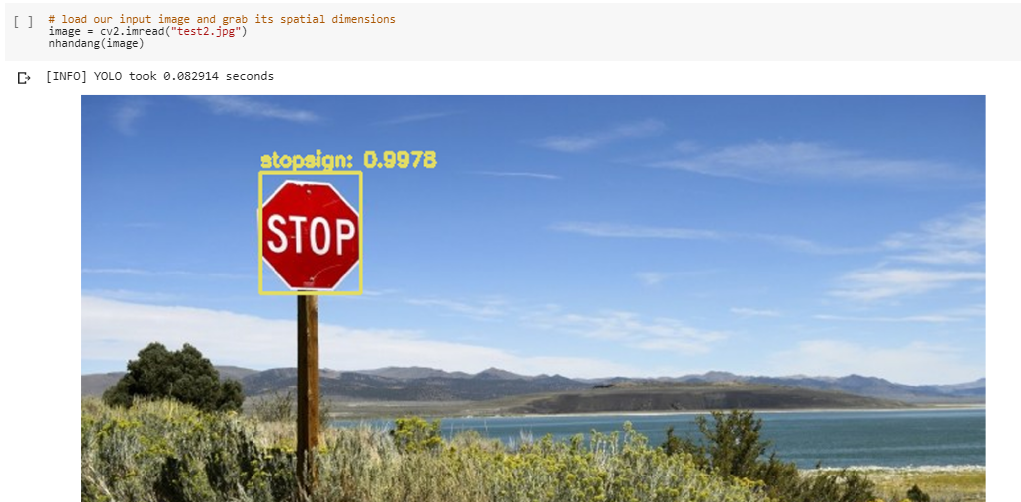 [ ] # load our input image and grab its spatial dimensions
image = cv2.imread("test2.jpg")
nhandang(image)
[INFO] YOLO took 0.082914 seconds
stopsign: 0.9978
STOP